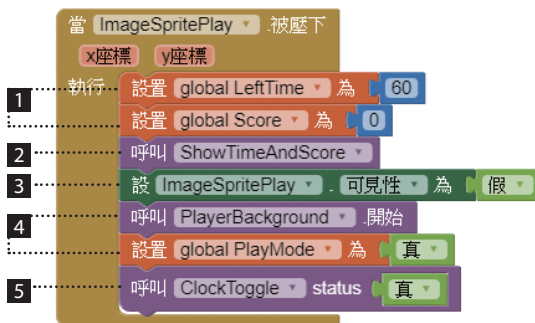 當 ImageSpritePlay .被壓下
x座標 y座標
執行 設置 global LeftTime 為 60
1
設置 global Score 為 0
2 呼叫 ShowTimeAndScore
3 設 ImageSpritePlay . 可見性 為 假
4 呼叫 PlayerBackground .開始
設置 global PlayMode 為 真
5 呼叫 ClockToggle status 真